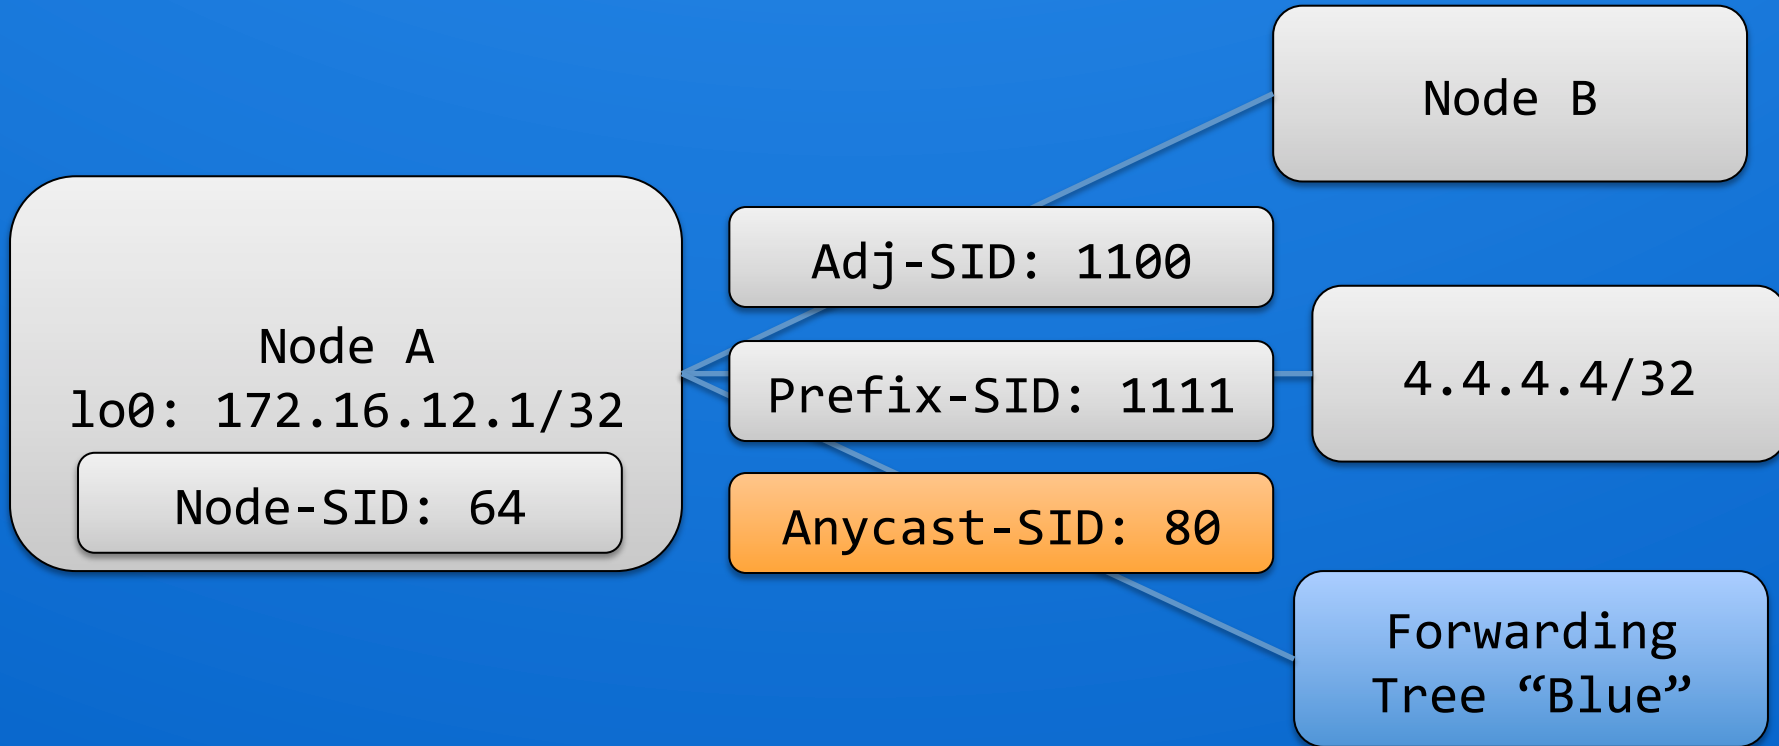 Node B
Adj-SID: 1100
Node A
lo0: 172.16.12.1/32
Node-SID: 64
Prefix-SID: 1111
4.4.4.4/32
Anycast-SID: 80
Forwarding
Tree “Blue”